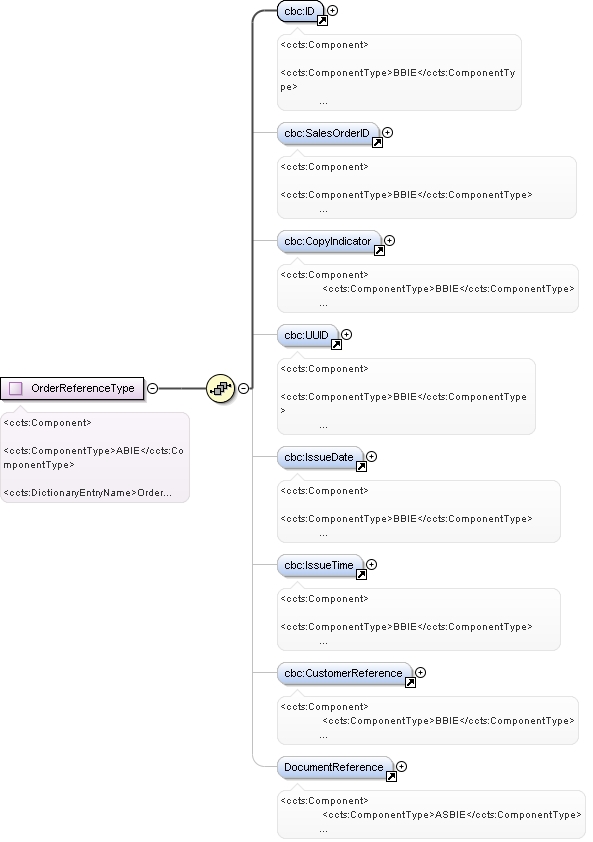 cbc:ID
<ccts:Component>
<ccts:ComponentType>BBIE</ccts:ComponentTy
pe>
...
cbc:SalesOrderID
<ccts:Component>
<ccts:ComponentType>BBIE</ccts:ComponentType>
...
cbc:CopyIndicator
<ccts:Component>
<ccts:ComponentType>BBIE</ccts:ComponentType>
...
cbc:UUID
<ccts:Component>
<ccts:ComponentType>BBIE</ccts:ComponentType
>
...
OrderReferenceType
<ccts:Component>
<ccts:ComponentType>ABIE</ccts:Co
mponentType>
<ccts:DictionaryEntryName>Order...
cbc:IssueDate
<ccts:Component>
<ccts:ComponentType>BBIE</ccts:ComponentType>
...
cbc:IssueTime
<ccts:Component>
<ccts:ComponentType>BBIE</ccts:ComponentType>
...
cbc:CustomerReference
<ccts:Component>
<ccts:ComponentType>BBIE</ccts:ComponentType>
...
DocumentReference
<ccts:Component>
<ccts:ComponentType>ASBIE</ccts:ComponentType>
...